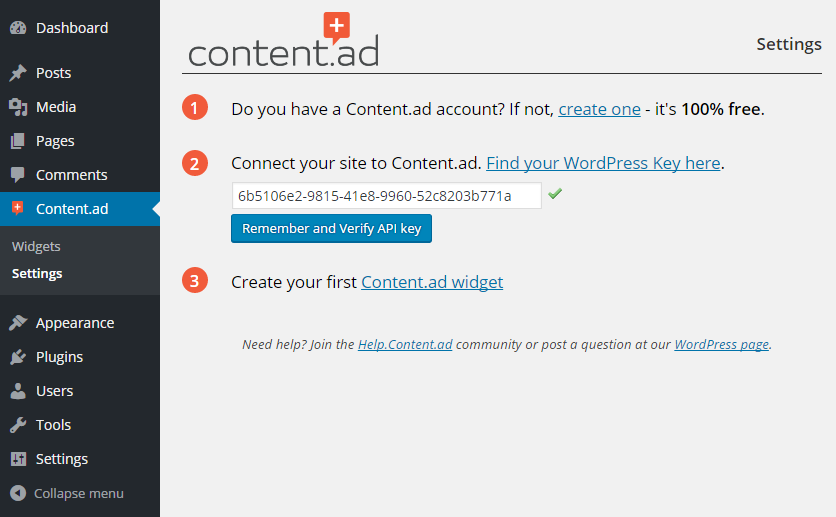 Dashboard
Posts
Media
Pages
Comments
Content.ad
Widgets
Settings
Appearance
Plugins
Users
Tools
Settings
Collapse menu
content.ad
Settings
1 Do you have a Content.ad account? If not, create one - it's 100% free.
2 Connect your site to Content.ad. Find your WordPress Key here.
6b5106e2-9815-41e8-9960-52c8203b771a
Remember and Verify API key
3 Create your first Content.ad widget
Need help? Join the Help.Content.ad community or post a question at our WordPress page.